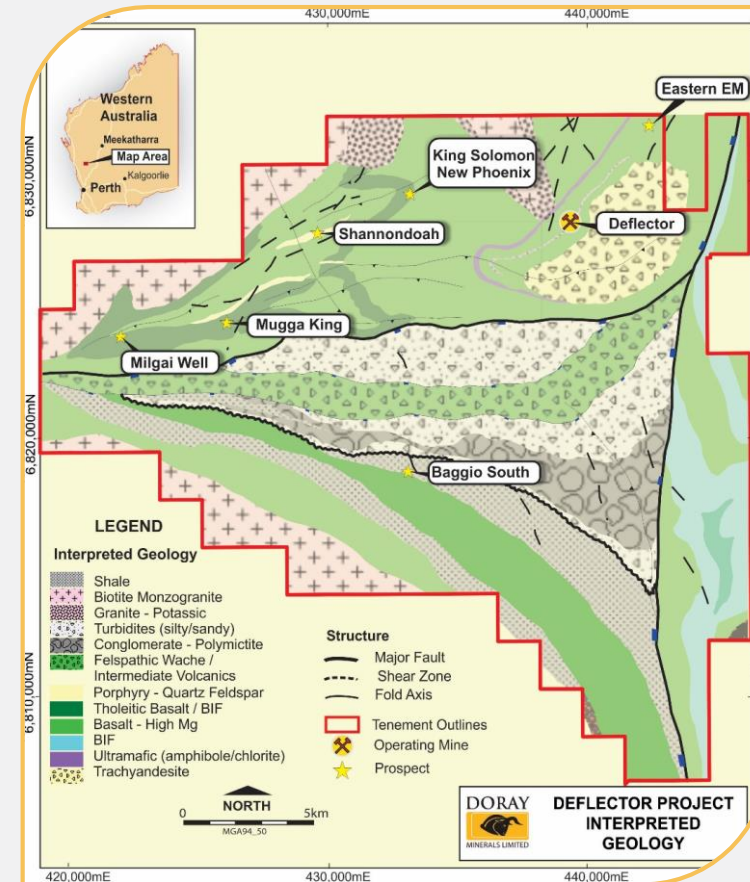 430,000mE
440,000mE
Western
Australia
Meekatharra
Map Area
Kalgoorlie
Perth
6,830,000mN
6,820,000mN
6,810,000mN
Eastern EM
King Solomon
New Phoenix
Deflector
Shannondoah
Mugga King
Milgai Well
Baggio South
LEGEND
Interpreted Geology
Shale
Biotite Monzogranite
Granite - Potassic
Turbidites (silty/sandy)
Conglomerate - Polymictite
Felspathic Wache /
Intermediate Volcanics
Porphyry - Quartz Feldspar
Tholeitic Basalt / BIF
Basalt - High Mg
BIF
Ultramafic (amphibole/chlorite)
Trachyandesite
Structure
Major Fault
Shear Zone
Fold Axis
Tenement Outlines
Operating Mine
Prospect
NORTH
0 5km
MGA94_50
DORAY
MINERALS LIMITED
DEFLECTOR PROJECT
INTERPRETED
GEOLOGY
420,000mE
430,000mE
440,000mE